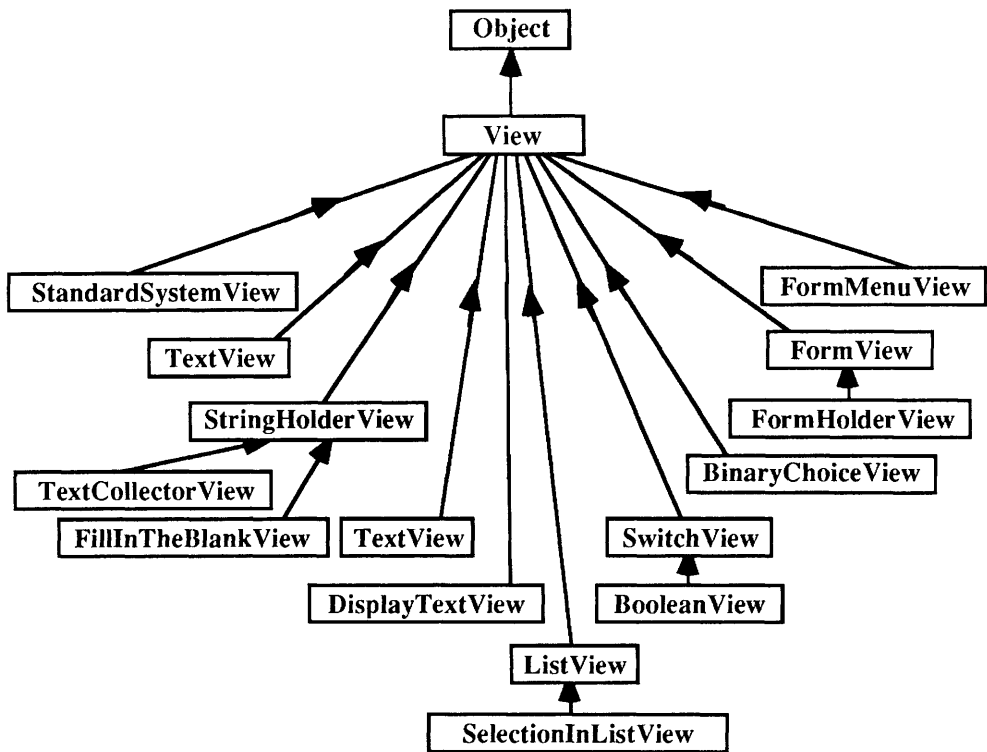 Object
View
StandardSystemView
FormMenuView
TextView
FormView
StringHolderView
FormHolderView
TextCollectorView
BinaryChoiceView
FillInTheBlankView
TextView
SwitchView
DisplayTextView
BooleanView
ListView
SelectionInListView